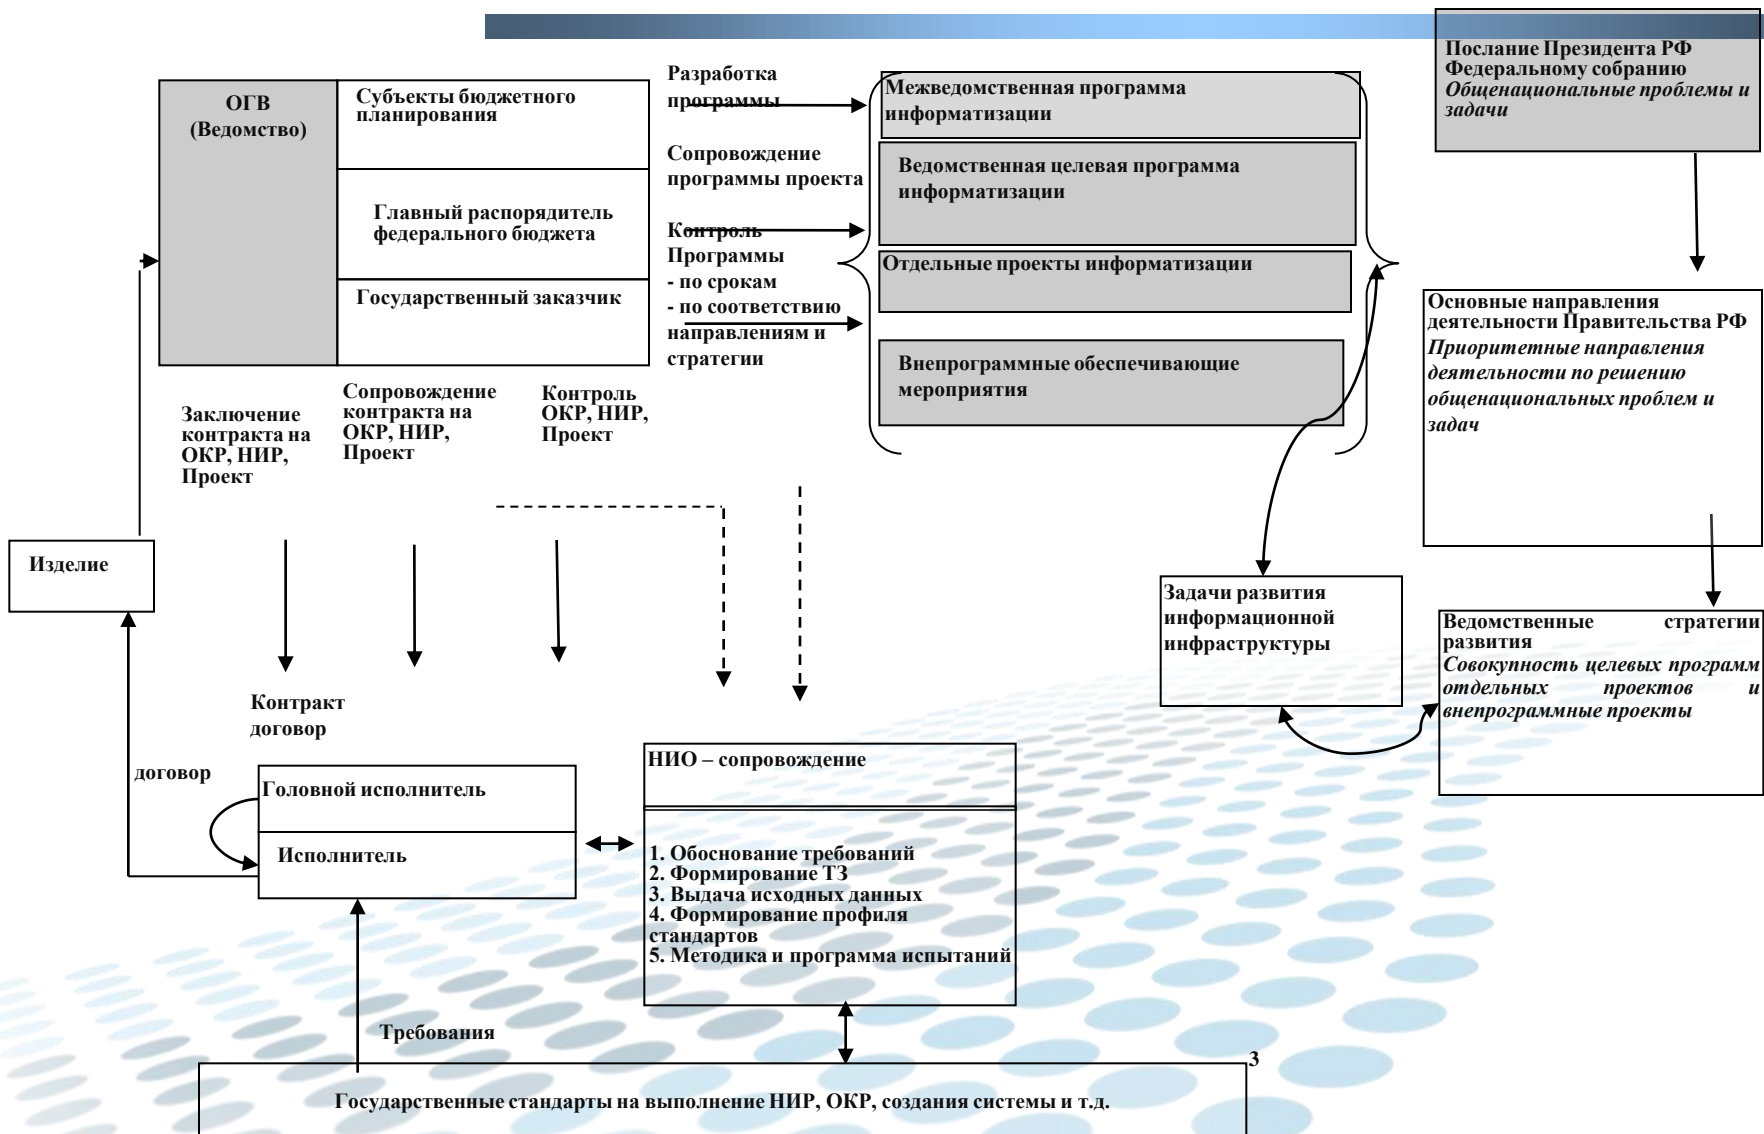 Послание Президента РФ
Федеральному собранию
Общенациональные проблемы и
задачи
ОГВ
(Ведомство)
Субъекты бюджетного
планирования
Главный распорядитель
федерального бюджета
Государственный заказчик
Разработка
программы
Сопровождение
программы проекта
Контроль
Программы
- по срокам
- по соответствию
направлениям и
стратегии
Межведомственная программа
информатизации
Ведомственная целевая программа
информатизации
Отдельные проекты информатизации
Внепрограммные обеспечивающие
мероприятия
Основные направления
деятельности Правительства РФ
Приоритетные направления
деятельности по решению
общенациональных проблем и
задач
Заключение
контракта на
ОКР, НИР,
Проект
Сопровождение
контракта на
ОКР, НИР,
Проект
Контроль
ОКР, НИР,
Проект
Изделие
Задачи развития
информационной
инфраструктуры
Ведомственные стратегии
развития
Совокупность целевых программ
отдельных проектов и
внепрограммные проекты
Контракт
договор
договор
Головной исполнитель
Исполнитель
НИО – сопровождение
1. Обоснование требований
2. Формирование ТЗ
3. Выдача исходных данных
4. Формирование профиля
стандартов
5. Методика и программа испытаний
Требования
3
Государственные стандарты на выполнение НИР, ОКР, создания системы и т.д.